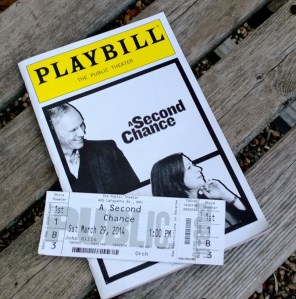 PLAYBILL
THE PUBLIC THEATER
A Second
Chance
The Public Theater
425 Lafayette St., NYC
A Second
Chance
Sat March 29, 2014 1:00 PM
Orch
PUBLIC
1st
B
3
1st
B
3